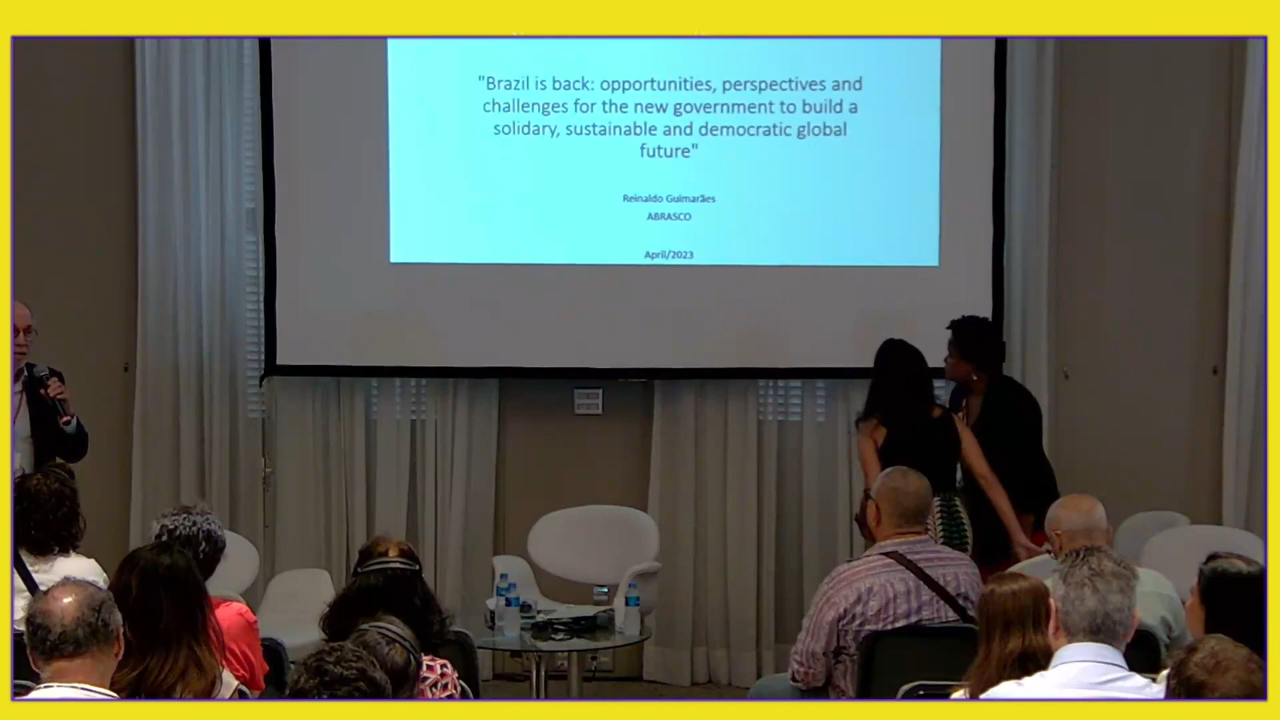 "Brazil is back: opportunities, perspectives and
challenges for the new government to build a
solidary, sustainable and democratic global
future"
Reinaldo Guimarães
ABRASCO
April/2023